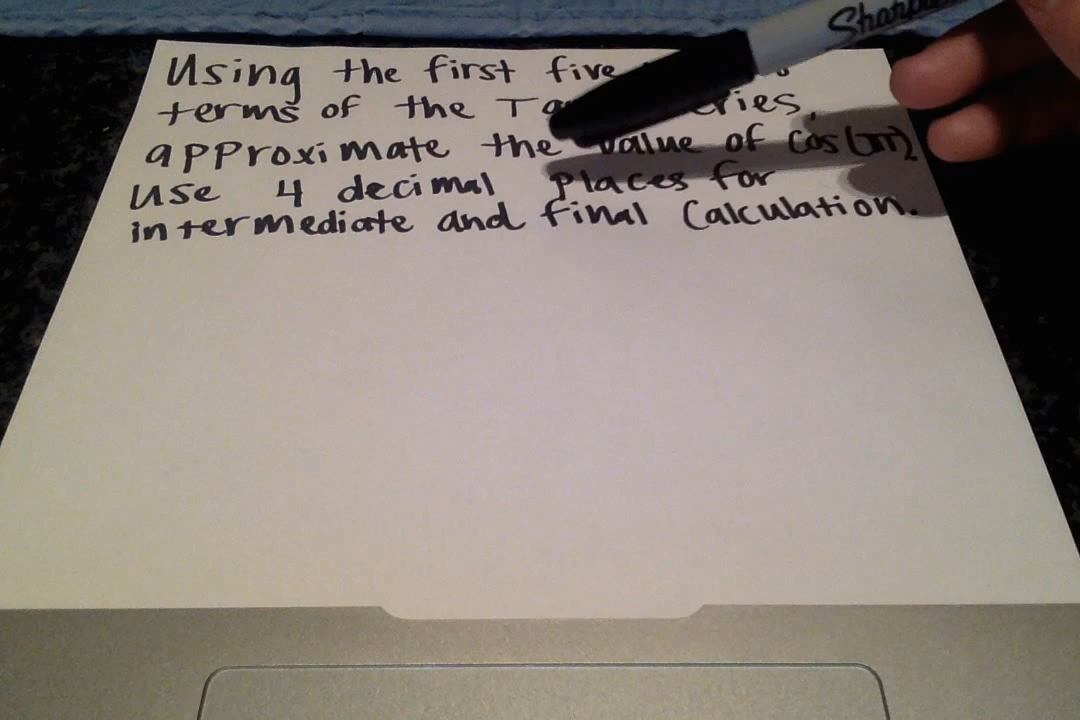 Using the first five
terms of the
approximate the value of cos(π)
use 4 decimal places for
intermediate and final Calculation.
Sharpie